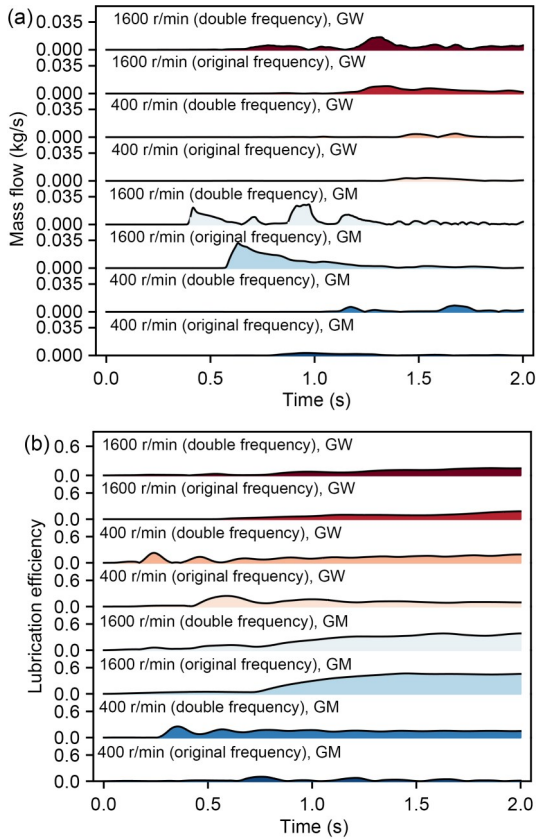 (a)
0.035
1600 r/min (double frequency), GW
0.000
0.035
1600 r/min (original frequency), GW
0.000
0.035
400 r/min (double frequency), GW
0.000
0.035
400 r/min (original frequency), GW
0.000
0.035
1600 r/min (double frequency), GM
0.000
0.035
1600 r/min (original frequency), GM
0.000
0.035
400 r/min (double frequency), GM
0.000
0.035
400 r/min (original frequency), GM
0.000
Mass flow (kg/s)
0.0 0.5 1.0 1.5 2.0
Time (s)
(b)
0.6
1600 r/min (double frequency), GW
0.0
0.6
1600 r/min (original frequency), GW
0.0
0.6
400 r/min (double frequency), GW
0.0
0.6
400 r/min (original frequency), GW
0.0
0.6
1600 r/min (double frequency), GM
0.0
0.6
1600 r/min (original frequency), GM
0.0
0.6
400 r/min (double frequency), GM
0.0
0.6
400 r/min (original frequency), GM
0.0
Lubrication efficiency
0.0 0.5 1.0 1.5 2.0
Time (s)